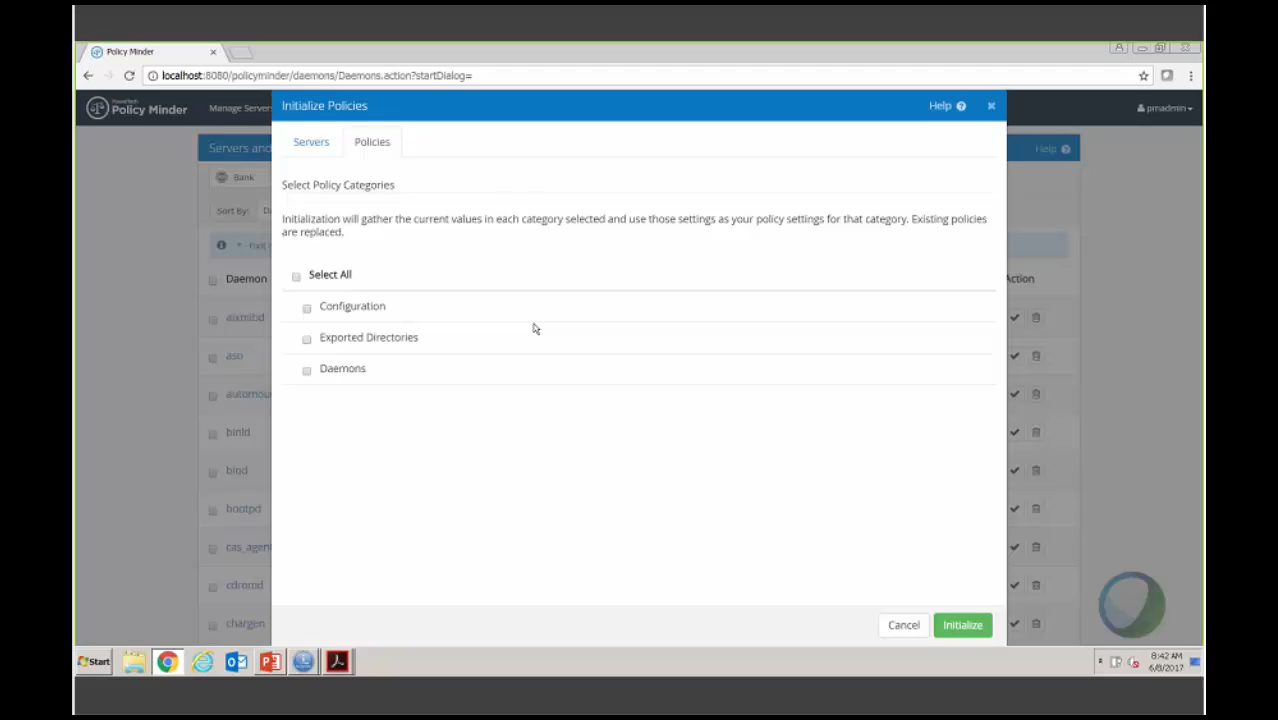 Policy Minder
localhost:8080/policyminder/daemons/Daemons.action?startDialog=
Powertech
Policy Minder
Manage Server
pmadmin
Initialize Policies
Help
Servers and
Help
Servers
Policies
Bank
Select Policy Categories
Sort By:
Initialization will gather the current values in each category selected and use those settings as your policy settings for that category. Existing policies
are replaced.
Select All
Daemon
Action
Configuration
aixmibd
Exported Directories
aso
Daemons
automou
binld
biod
bootpd
cas_agent
cdromd
chargen
Cancel
Initialize
Start
8:42 AM
6/8/2017